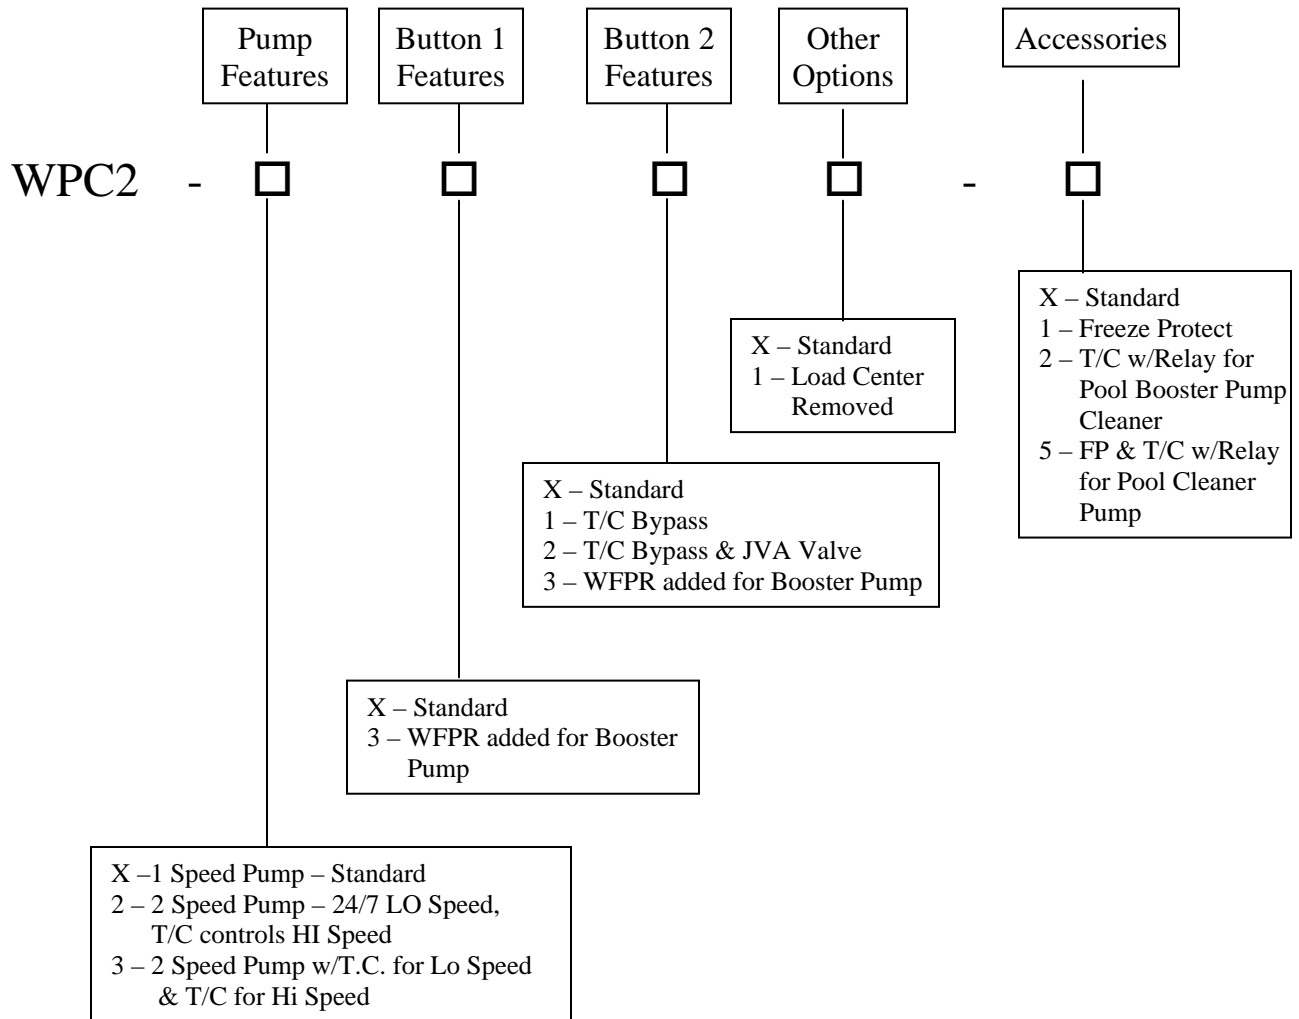 Pump
Features
Button 1
Features
Button 2
Features
Other
Options
Accessories
WPC2 - -
X – Standard
1 – Freeze Protect
2 – T/C w/Relay for
Pool Booster Pump
Cleaner
5 – FP & T/C w/Relay
for Pool Cleaner
Pump
X – Standard
1 – Load Center
Removed
X – Standard
1 – T/C Bypass
2 – T/C Bypass & JVA Valve
3 – WFPR added for Booster Pump
X – Standard
3 – WFPR added for Booster
Pump
X –1 Speed Pump – Standard
2 – 2 Speed Pump – 24/7 LO Speed,
T/C controls HI Speed
3 – 2 Speed Pump w/T.C. for Lo Speed
& T/C for Hi Speed